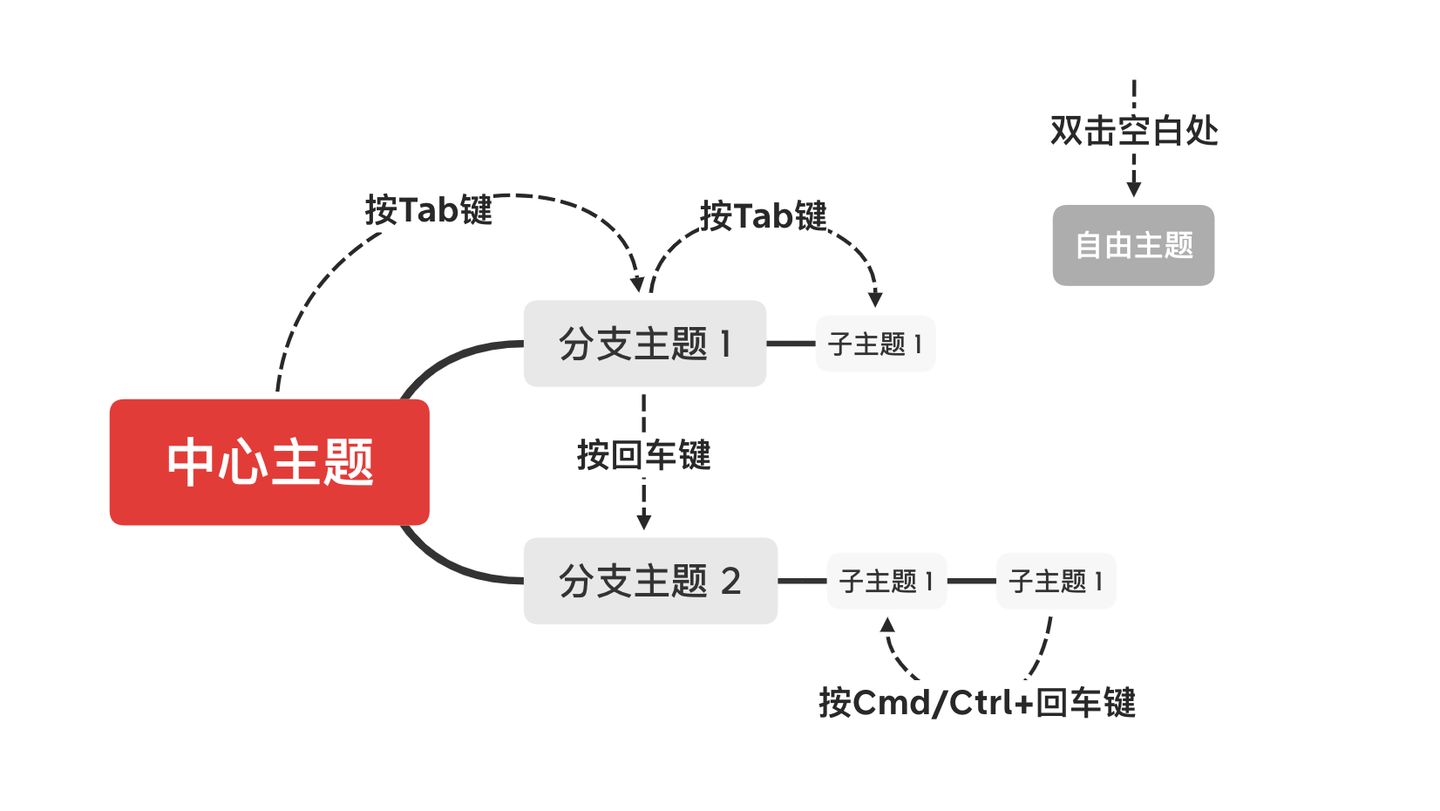 双击空白处
按Tab键
按Tab键
自由主题
分支主题 1
子主题 1
中心主题
按回车键
分支主题 2
子主题 1
子主题 1
按Cmd/Ctrl+回车键